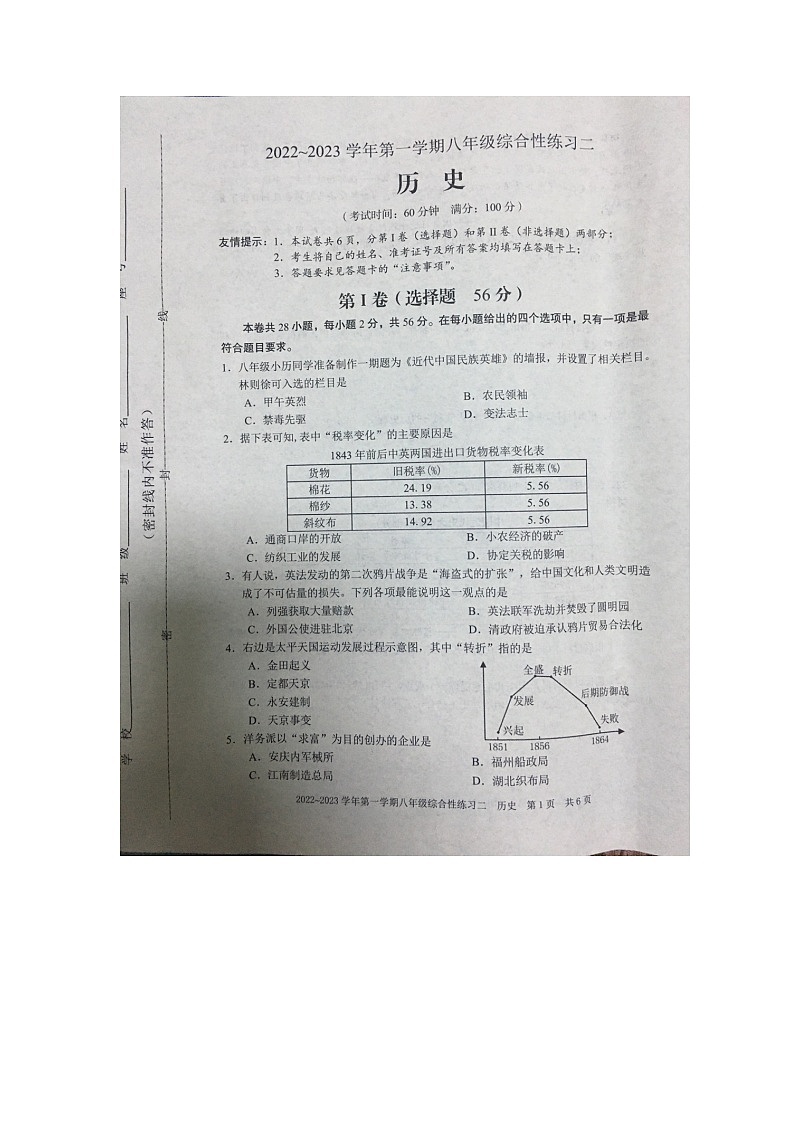 2022~2023 学年第一学期八年级综合性练习二
历 史
(考试时间：60 分钟 满分：100 分)
友情提示：1．本试卷共 6 页，分第 I 卷（选择题）和第 II 卷（非选择题）两部分；
2．考生将自己的姓名、准考证号及所有答案均填写在答题卡上；
3．答题要求见答题卡的“注意事项”。
第 I 卷（选择题 56 分）
本卷共 28 小题，每小题 2 分，共 56 分。在每小题给出的四个选项中，只有一项是最
符合题目要求。
1．八年级小历同学准备制作一期题为《近代中国民族英雄》的墙报，并设置了相关栏目。
林则徐可入选的栏目是
A．甲午英烈 B．农民领袖
C．禁毒先驱 D．变法志士
2．据下表可知,表中“税率变化”的主要原因是
1843 年前后中英两国进出口货物税率变化表
货物 旧税率(%) 新税率(%)
棉花 24.19 5.56
棉纱 13.38 5.56
斜纹布 14.92 5.56
A．通商口岸的开放 B．小农经济的破产
C．纺织工业的发展 D．协定关税的影响
3．有人说，英法发动的第二次鸦片战争是“海盗式的扩张”，给中国文化和人类文明造
成了不可估量的损失。下列各项最能说明这一观点的是
A．列强获取大量赔款 B．英法联军洗劫并焚毁了圆明园
C．外国公使进驻北京 D．清政府被迫承认鸦片贸易合法化
4．右边是太平天国运动发展过程示意图，其中“转折”指的是
A．金田起义
B．定都天京
C．永安建制
D．天京事变
全盛 转折
发展
后期防御战
兴起
失败
1851 1856 1864
5．洋务派以“求富”为目的创办的企业是
A．安庆内军械所 B．福州船政局
C．江南制造总局 D．湖北织布局
2022~2023 学年第一学期八年级综合性练习二 历史 第 1 页 共 6 页
学 校
班 级
姓 名
座 号
(密封线内不准作答)
密 封 线